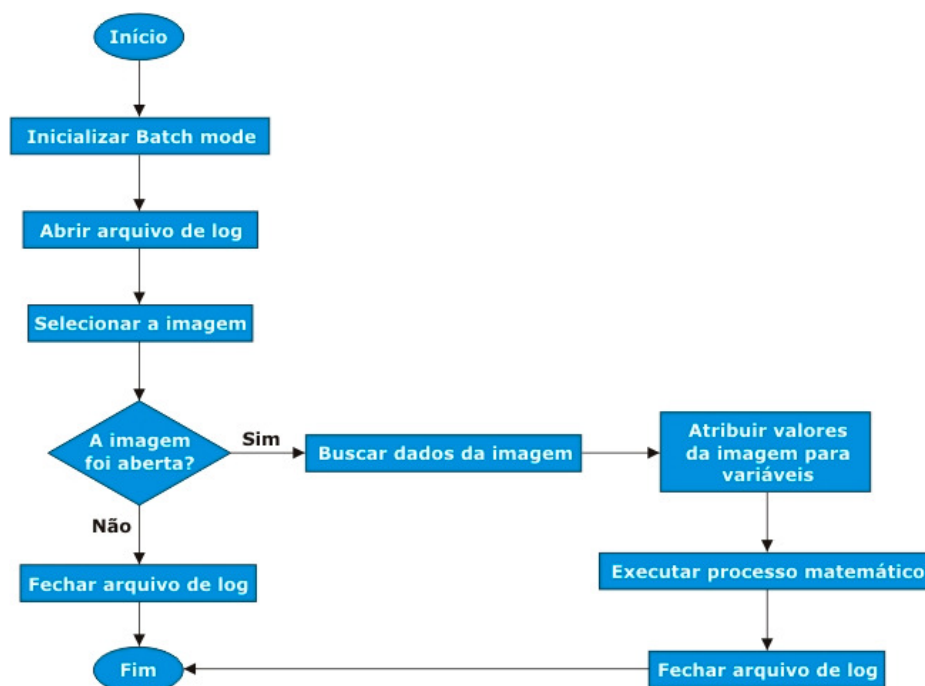 Início
Inicializar Batch mode
Abrir arquivo de log
Selecionar a imagem
A imagem
foi aberta?
Sim
Buscar dados da imagem
Atribuir valores
da imagem para
variáveis
Não
Fechar arquivo de log
Executar processo matemático
Fim
Fechar arquivo de log